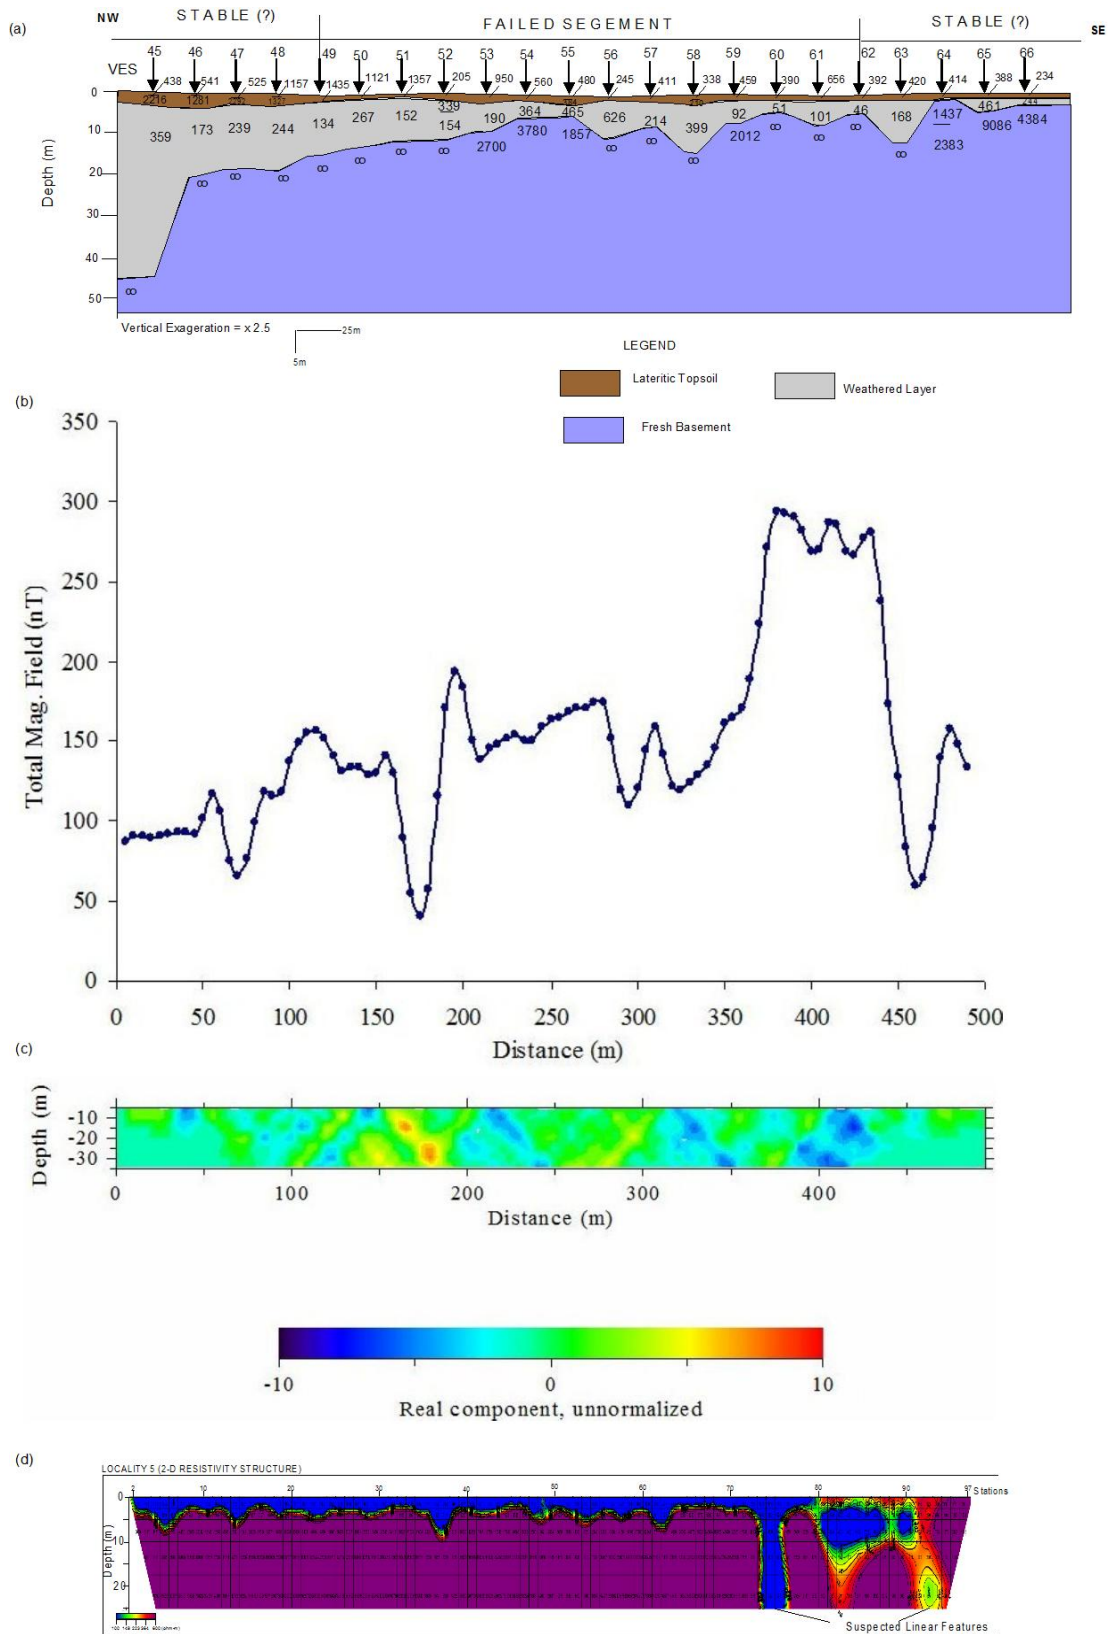 (a)
NW
STABLE (?)
FAILED SEGEMENT
STABLE (?)
SE
VES
45 46 47 48 49 50 51 52 53 54 55 56 57 58 59 60 61 62 63 64 65 66
438 541 525 1157 1435 1121 1357 205 950 560 480 245 411 338 459 390 656 392 420 414 388 234
2216 1281 1327 339 465 51 46 461 244
359 173 239 244 134 267 152 154 190 364 626 214 399 92 101 168 1437
2700 3780 1857 2012 2383 9086 4384
∞ ∞ ∞ ∞ ∞ ∞ ∞ ∞ ∞ ∞ ∞ ∞ ∞ ∞ ∞
Depth (m)
0
10
20
30
40
50
Vertical Exageration = x 2.5
25m
5m
LEGEND
Lateritic Topsoil
Weathered Layer
Fresh Basement
(b)
Total Mag. Field (nT)
350
300
250
200
150
100
50
0
0 50 100 150 200 250 300 350 400 450 500
Distance (m)
(c)
Depth (m)
-10
-20
-30
0 100 200 300 400
Distance (m)
-10 0 10
Real component, unnormalized
(d)
LOCALITY 5 (2-D RESISTIVITY STRUCTURE)
2 10 20 30 40 50 60 70 80 90 97 Stations
Depth (m)
0
10
20
Suspected Linear Features